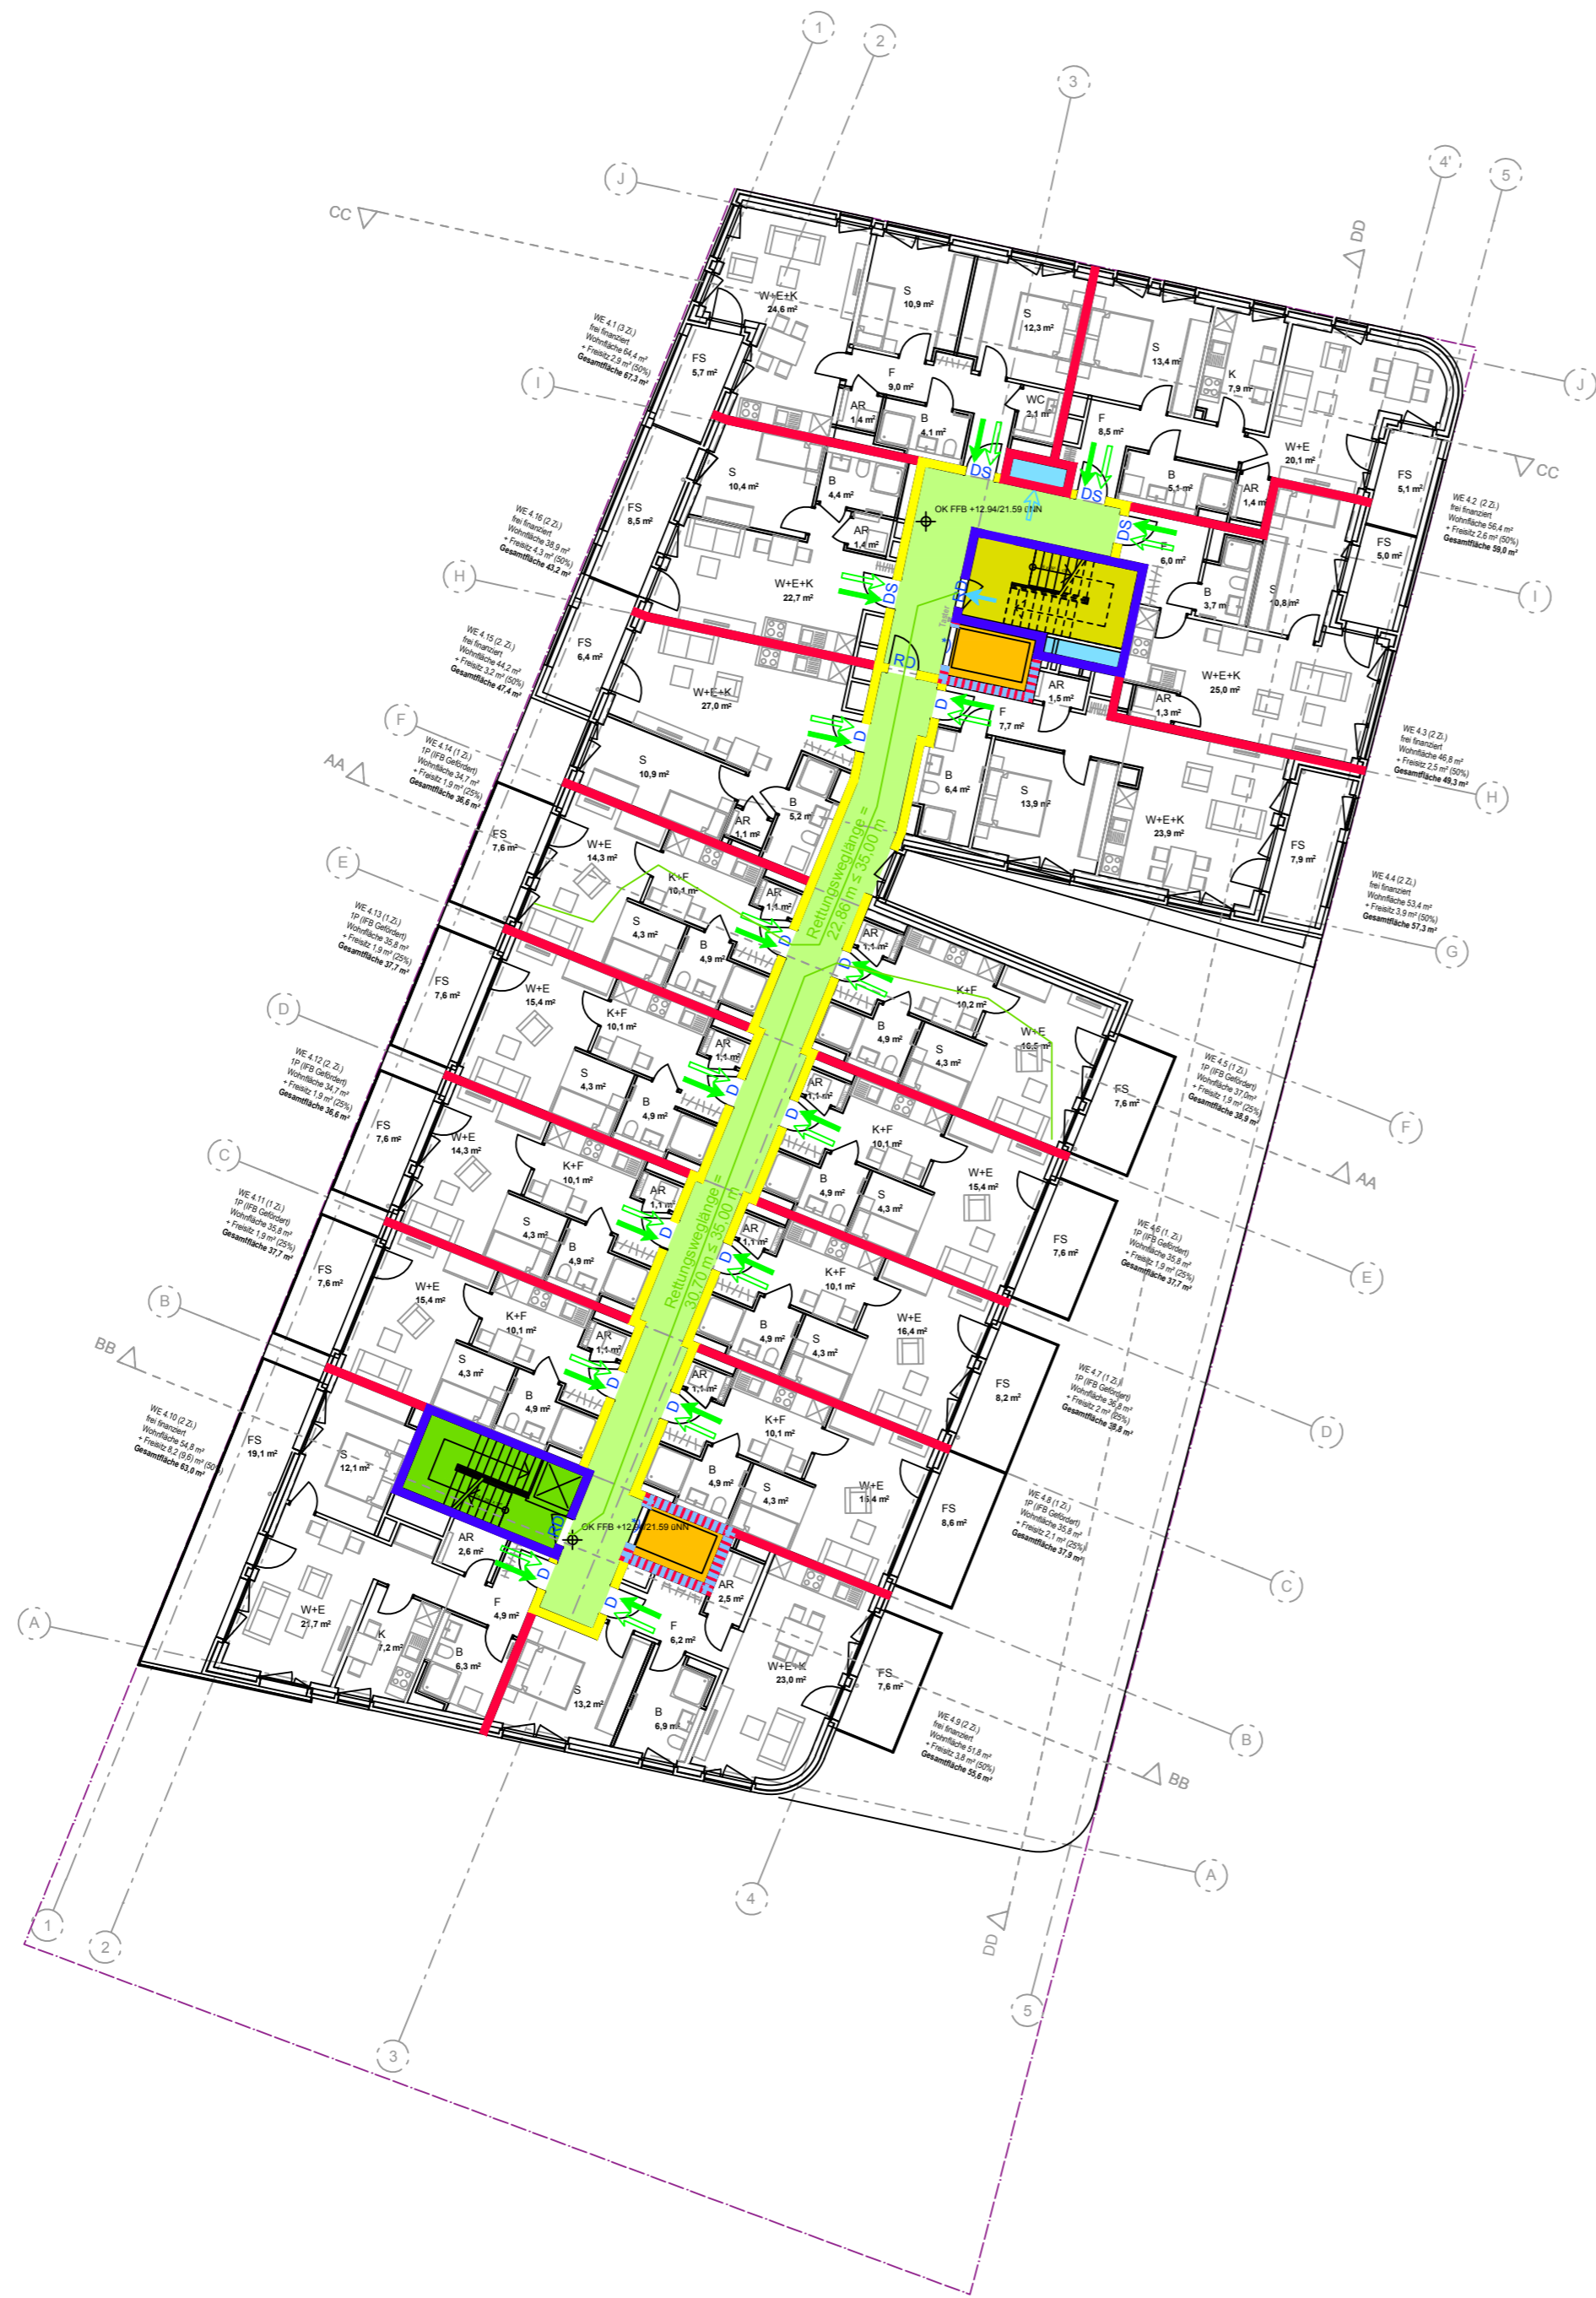 1
2
3
4'
5
J
CC
DD
J
CC
I
I
H
H
F
G
AA
E
F
D
AA
C
E
B
D
BB
C
A
B
BB
A
1
2
3
4
5
DD
WE 4.1 (3 Zi.)
frei finanziert
Wohnfläche 64,4 m²
+ Freisitz 2,9 m² (50%)
Gesamtfläche 67,3 m²
W+E+K
24,6 m²
S
10,9 m²
S
12,3 m²
FS
5,7 m²
F
9,0 m²
AR
1,4 m²
B
4,1 m²
WC
2,1 m²
S
13,4 m²
K
7,9 m²
F
8,5 m²
W+E
20,1 m²
B
5,1 m²
AR
1,4 m²
FS
5,1 m²
WE 4.2 (2 Zi.)
frei finanziert
Wohnfläche 56,4 m²
+ Freisitz 2,6 m² (50%)
Gesamtfläche 59,0 m²
DS
DS
DS
DS
OK FFB +12.94/21.59 üNN
WE 4.16 (2 Zi.)
frei finanziert
Wohnfläche 38,9 m²
+ Freisitz 4,3 m² (50%)
Gesamtfläche 43,2 m²
S
10,4 m²
B
4,4 m²
AR
1,4 m²
FS
8,5 m²
W+E+K
22,7 m²
F
6,0 m²
B
3,7 m²
S
10,8 m²
FS
5,0 m²
RD
RD
W+E+K
25,0 m²
AR
1,3 m²
WE 4.3 (2 Zi.)
frei finanziert
Wohnfläche 46,8 m²
+ Freisitz 2,5 m² (50%)
Gesamtfläche 49,3 m²
WE 4.15 (2. Zi.)
frei finanziert
Wohnfläche 44,2 m²
+ Freisitz 3,2 m² (50%)
Gesamtfläche 47,4 m²
FS
6,4 m²
W+E+K
27,0 m²
S
10,9 m²
AR
1,1 m²
B
5,2 m²
D
D
AR
1,5 m²
F
7,7 m²
B
6,4 m²
S
13,9 m²
W+E+K
23,9 m²
FS
7,9 m²
WE 4.4 (2 Zi.)
frei finanziert
Wohnfläche 53,4 m²
+ Freisitz 3,9 m² (50%)
Gesamtfläche 57,3 m²
Rettungsweglänge =
22,86 m ≤ 35,00 m
WE 4.14 (1 Zi.)
1P (IFB Gefördert)
Wohnfläche 34,7 m²
+ Freisitz 1,9 m² (25%)
Gesamtfläche 36,6 m²
FS
7,6 m²
W+E
14,3 m²
K+F
10,1 m²
AR
1,1 m²
S
4,3 m²
B
4,9 m²
D
D
AR
1,1 m²
K+F
10,2 m²
B
4,9 m²
S
4,3 m²
W+E
FS
7,6 m²
WE 4.5 (1 Zi.)
1P (IFB Gefördert)
Wohnfläche 37,0m²
+ Freisitz 1,9 m² (25%)
Gesamtfläche 38,9 m²
WE 4.13 (1 Zi.)
1P (IFB Gefördert)
Wohnfläche 35,8 m²
+ Freisitz 1,9 m² (25%)
Gesamtfläche 37,7 m²
FS
7,6 m²
W+E
15,4 m²
K+F
10,1 m²
AR
1,1 m²
S
4,3 m²
B
4,9 m²
D
D
AR
1,1 m²
K+F
10,1 m²
B
4,9 m²
S
4,3 m²
W+E
15,4 m²
FS
7,6 m²
WE 4.6 (1. Zi.)
1P (IFB Gefördert)
Wohnfläche 35,8 m²
+ Freisitz 1,9 m² (25%)
Gesamtfläche 37,7 m²
WE 4.12 (2. Zi.)
1P (IFB Gefördert)
Wohnfläche 34,7 m²
+ Freisitz 1,9 m² (25%)
Gesamtfläche 36,6 m²
FS
7,6 m²
W+E
14,3 m²
K+F
10,1 m²
AR
1,1 m²
S
4,3 m²
B
4,9 m²
D
D
Rettungsweglänge =
30,70 m ≤ 35,00 m
AR
1,1 m²
K+F
10,1 m²
B
4,9 m²
S
4,3 m²
W+E
16,4 m²
FS
8,2 m²
WE 4.7 (1 Zi.)
1P (IFB Gefördert)
Wohnfläche 36,8 m²
+ Freisitz 2 m² (25%)
Gesamtfläche 38,8 m²
WE 4.11 (1 Zi.)
1P (IFB Gefördert)
Wohnfläche 35,8 m²
+ Freisitz 1,9 m² (25%)
Gesamtfläche 37,7 m²
FS
7,6 m²
W+E
15,4 m²
K+F
10,1 m²
AR
1,1 m²
S
4,3 m²
B
4,9 m²
D
D
AR
1,1 m²
K+F
10,1 m²
B
4,9 m²
S
4,3 m²
W+E
FS
8,6 m²
WE 4.8 (1 Zi.)
1P (IFB Gefördert)
Wohnfläche 35,8 m²
+ Freisitz 2,1 m² (25%)
Gesamtfläche 37,9 m²
WE 4.10 (2 Zi.)
frei finanziert
Wohnfläche 54,8 m²
+ Freisitz 8,2 (9,6) m² (50%)
Gesamtfläche 63,0 m²
FS
19,1 m²
S
12,1 m²
AR
2,6 m²
RD
OK FFB +12.94/21.59 üNN
D
D
W+E
21,7 m²
K
7,2 m²
B
6,3 m²
F
4,9 m²
AR
2,5 m²
F
6,2 m²
S
13,2 m²
B
6,9 m²
W+E+K
23,0 m²
FS
7,6 m²
WE 4.9 (2 Zi.)
frei finanziert
Wohnfläche 51,8 m²
+ Freisitz 3,8 m² (50%)
Gesamtfläche 55,6 m²